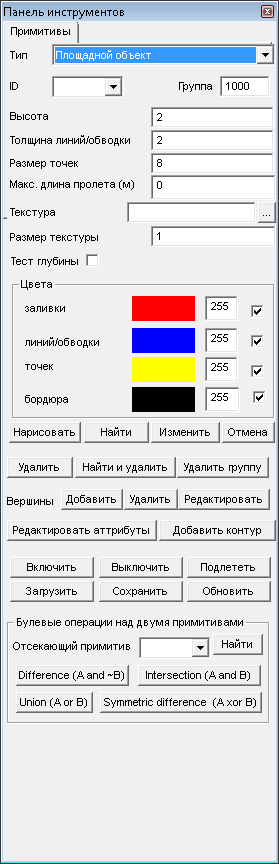 Панель инструментов
Примитивы
Тип Площадной объект
ID Группа 1000
Высота 2
Толщина линий/обводки 2
Размер точек 8
Макс. длина пролета (м) 0
Текстура ...
Размер текстуры 1
Тест глубины
Цвета
заливки 255
линий/обводки 255
точек 255
бордюра 255
Нарисовать Найти Изменить Отмена
Удалить Найти и удалить Удалить группу
Вершины Добавить Удалить Редактировать
Редактировать аттрибуты Добавить контур
Включить Выключить Подлететь
Загрузить Сохранить Обновить
Булевые операции над двумя примитивами
Отсекающий примитив Найти
Difference (A and ~B) Intersection (A and B)
Union (A or B) Symmetric difference (A xor B)